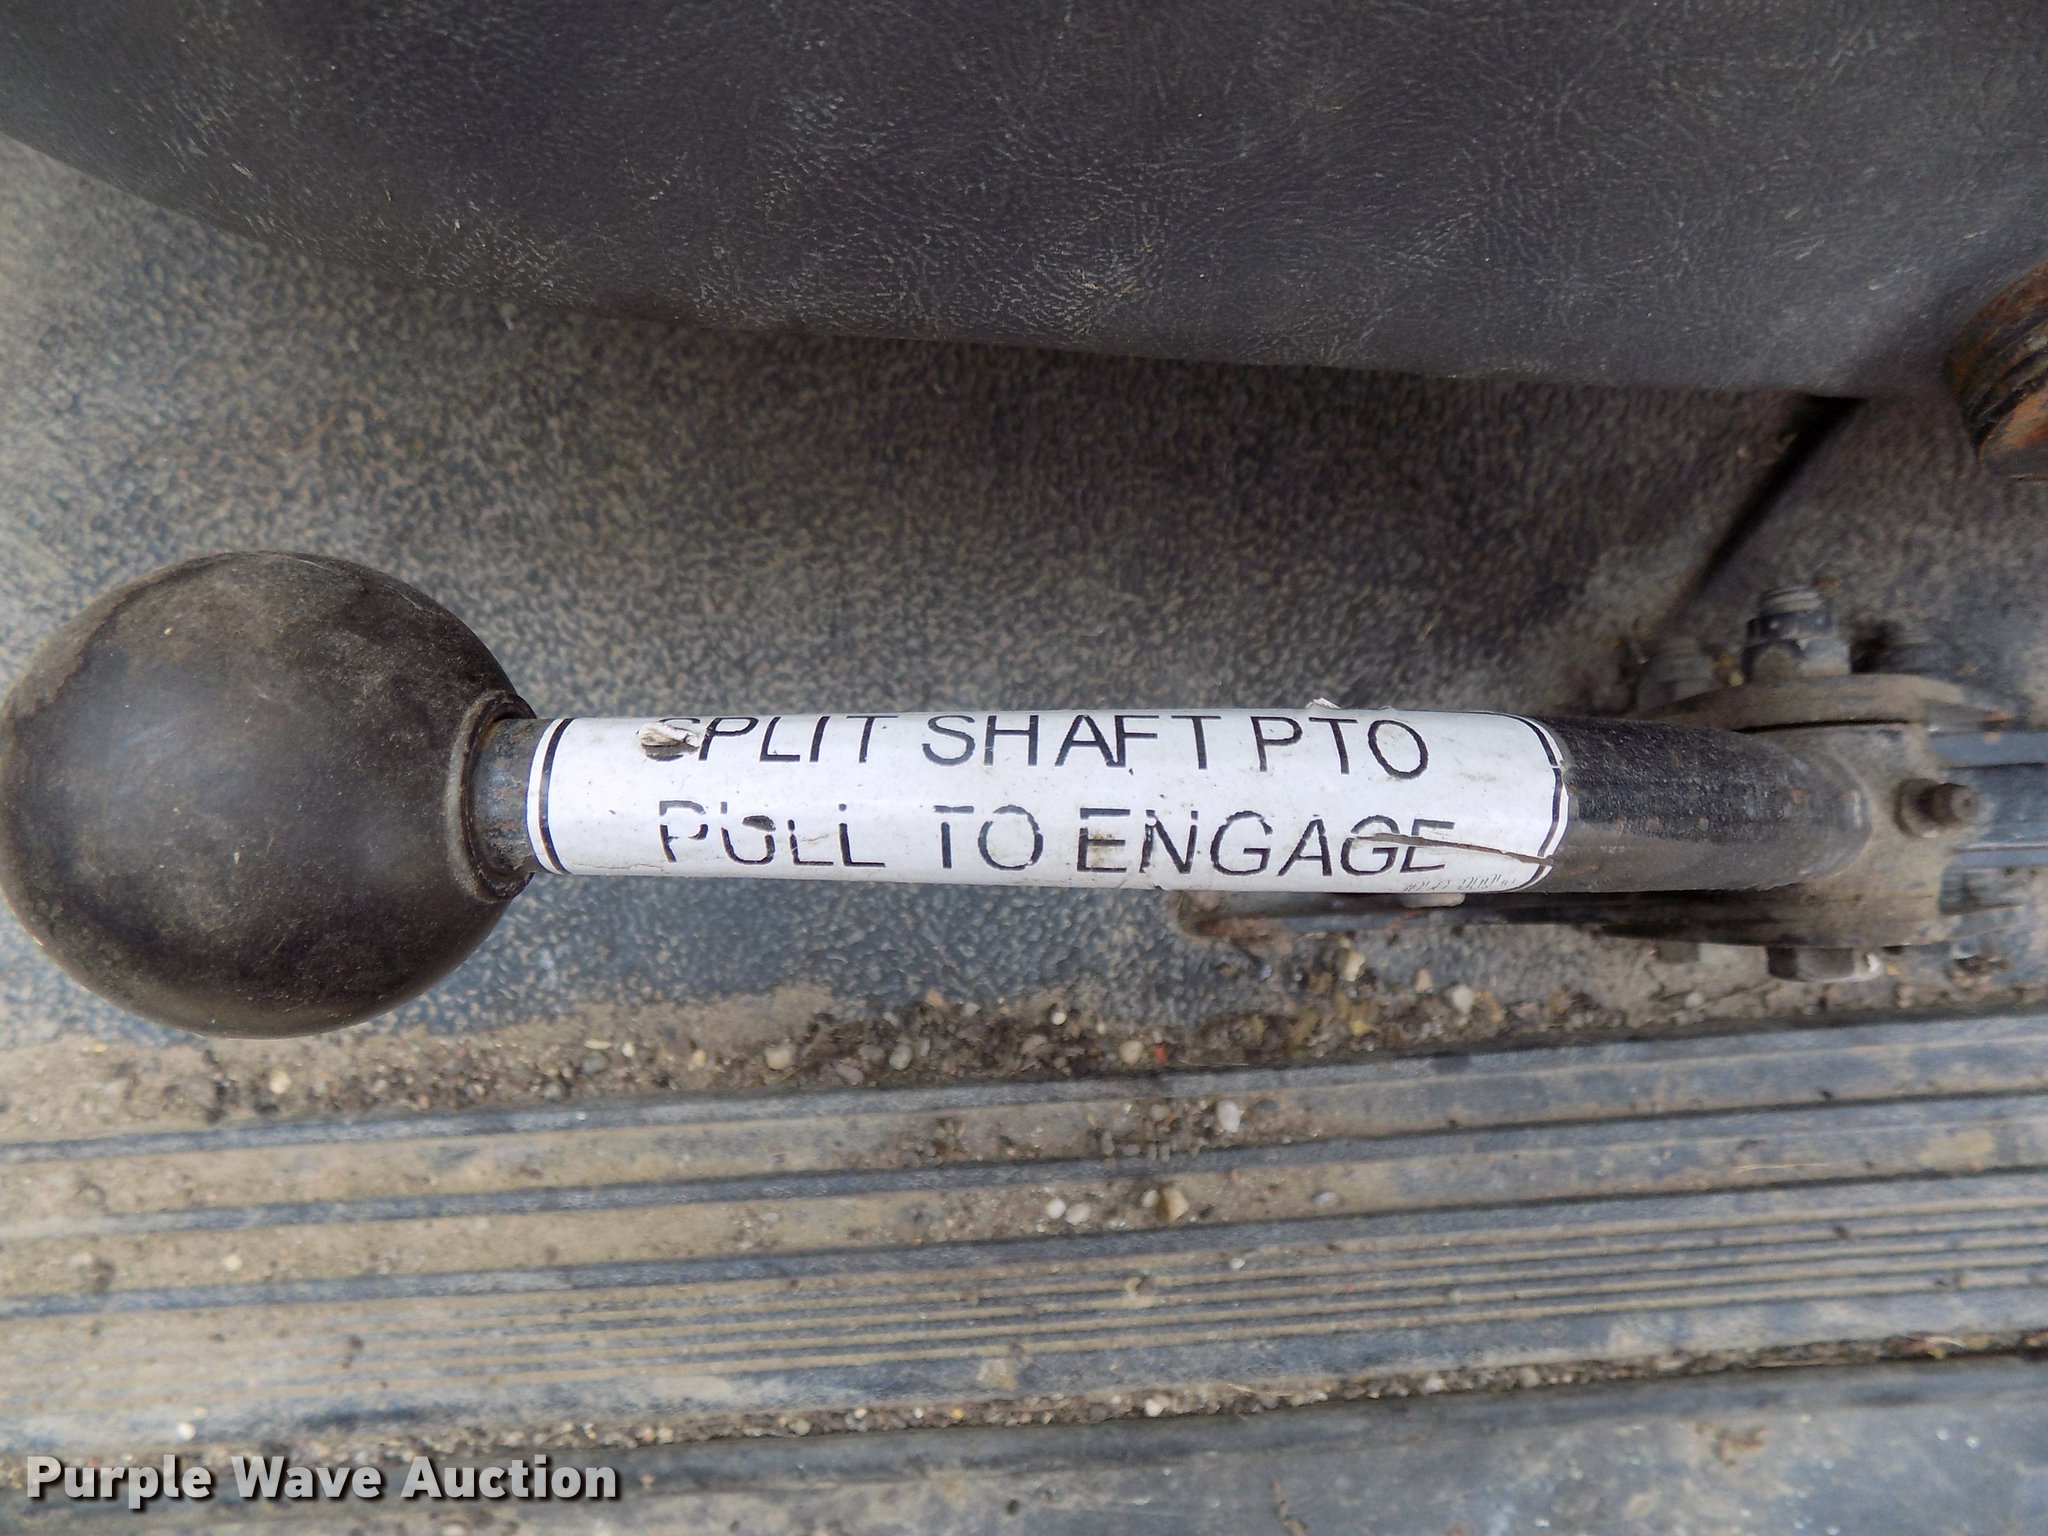 SPLIT SHAFT PTO
PULL TO ENGAGE
Purple Wave Auction